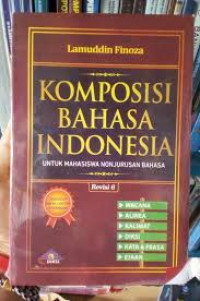 Lamuddin Finoza
KOMPOSISI
BAHASA
INDONESIA
UNTUK MAHASISWA NONJURUSAN BAHASA
Revisi 6
WACANA
ALINEA
KALIMAT
DIKSI
KATA & FRASA
EJAAN